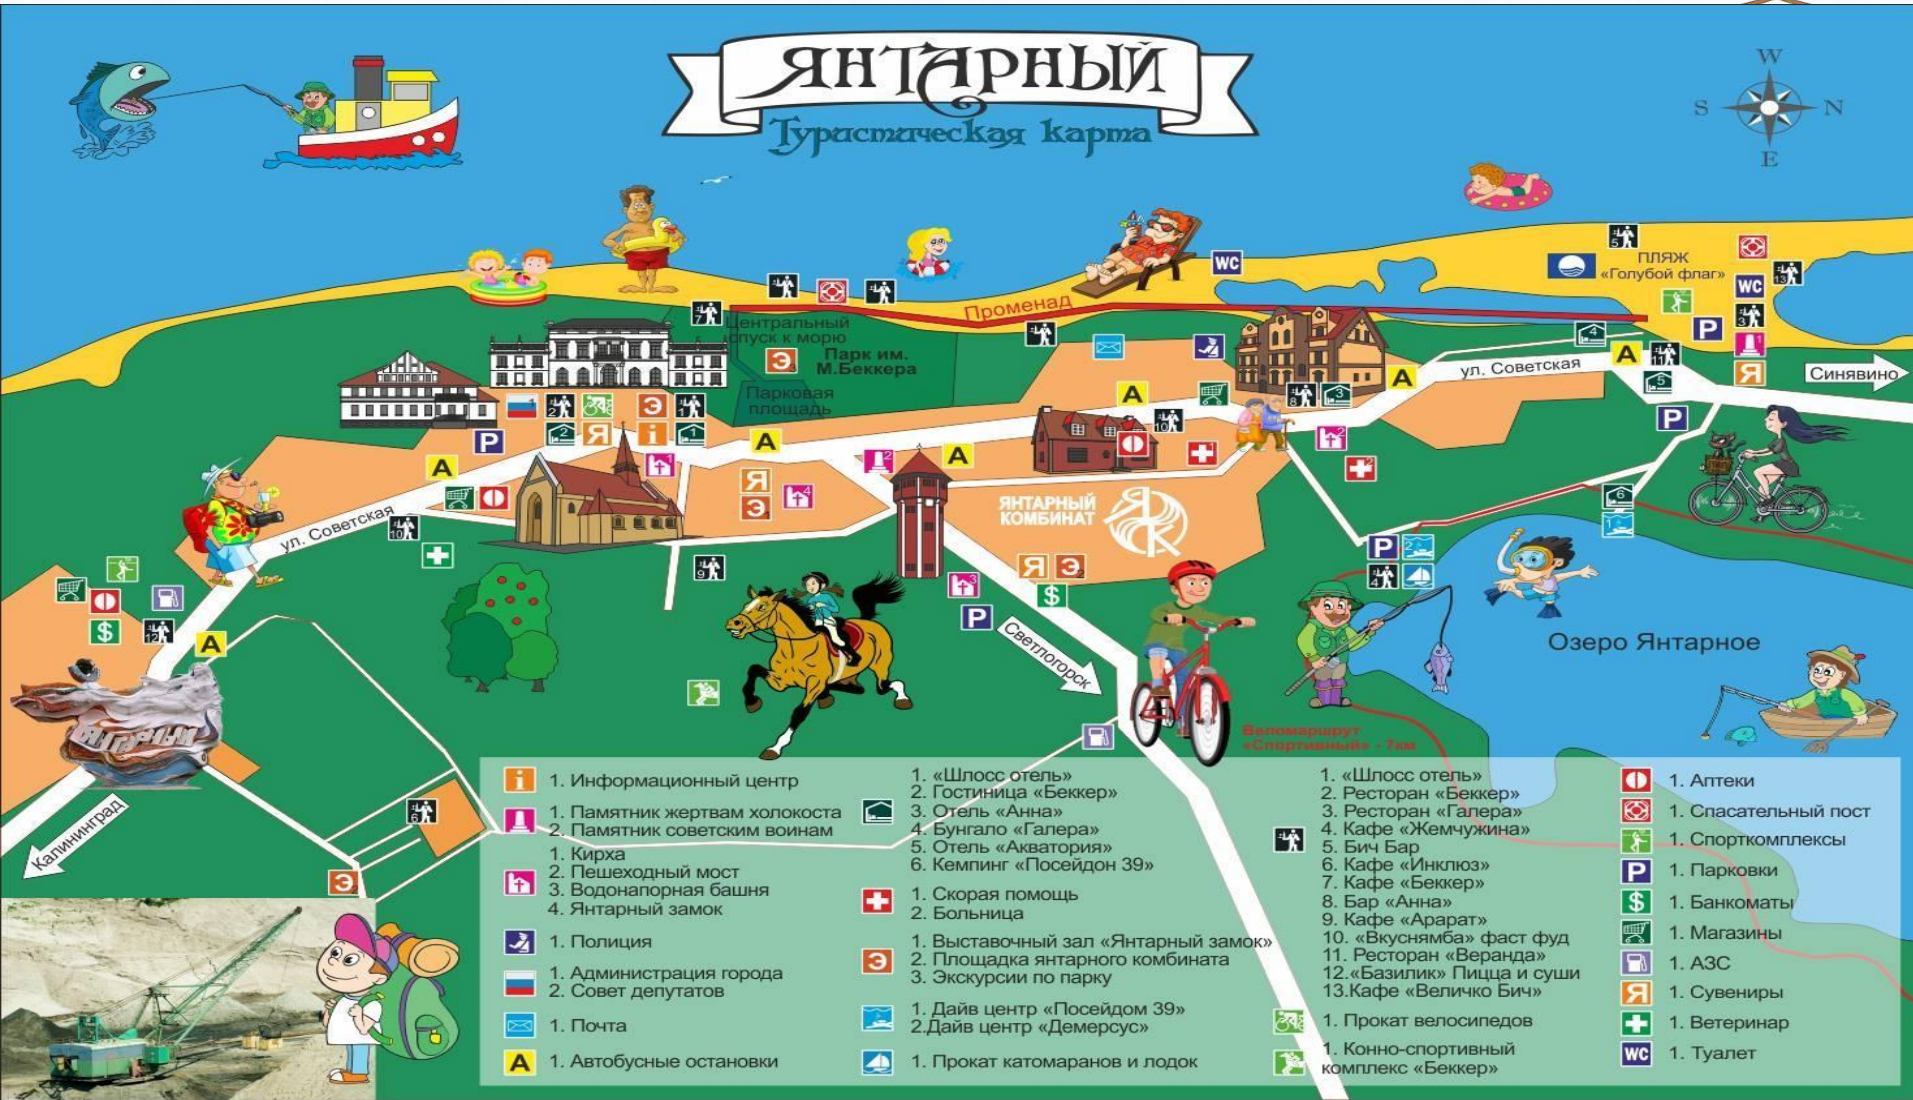 ЯНТАРНЫЙ
Туристическая карта
W
S N
E
ПЛЯЖ
«Голубой флаг»
WC
WC
Променад
Центральный
спуск к морю
Парк им.
М.Беккера
Парковая
площадь
ул. Советская
Синявино
ул. Советская
ЯНТАРНЫЙ
КОМБИНАТ
Светлогорск
Озеро Янтарное
Веломаршрут
«Спортивный» - 7км
Янтарный
Калининград
1. Информационный центр
1. Памятник жертвам холокоста
2. Памятник советским воинам
1. Кирха
2. Пешеходный мост
3. Водонапорная башня
4. Янтарный замок
1. Полиция
1. Администрация города
2. Совет депутатов
1. Почта
А 1. Автобусные остановки
1. «Шлосс отель»
2. Гостиница «Беккер»
3. Отель «Анна»
4. Бунгало «Галера»
5. Отель «Акватория»
6. Кемпинг «Посейдон 39»
1. Скорая помощь
2. Больница
Э
1. Выставочный зал «Янтарный замок»
2. Площадка янтарного комбината
3. Экскурсии по парку
1. Дайв центр «Посейдом 39»
2.Дайв центр «Демерсус»
1. Прокат катомаранов и лодок
1. «Шлосс отель»
2. Ресторан «Беккер»
3. Ресторан «Галера»
4. Кафе «Жемчужина»
5. Бич Бар
6. Кафе «Инклюз»
7. Кафе «Беккер»
8. Бар «Анна»
9. Кафе «Арарат»
10. «Вкуснямба» фаст фуд
11. Ресторан «Веранда»
12.«Базилик» Пицца и суши
13.Кафе «Величко Бич»
1. Прокат велосипедов
1. Конно-спортивный
комплекс «Беккер»
1. Аптеки
1. Спасательный пост
1. Спорткомплексы
P 1. Парковки
$ 1. Банкоматы
1. Магазины
1. АЗС
Я 1. Сувениры
1. Ветеринар
WC 1. Туалет